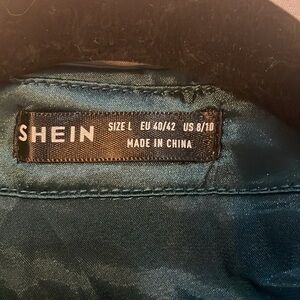 SHEIN
SIZE L EU 40/42 US 8/10
MADE IN CHINA